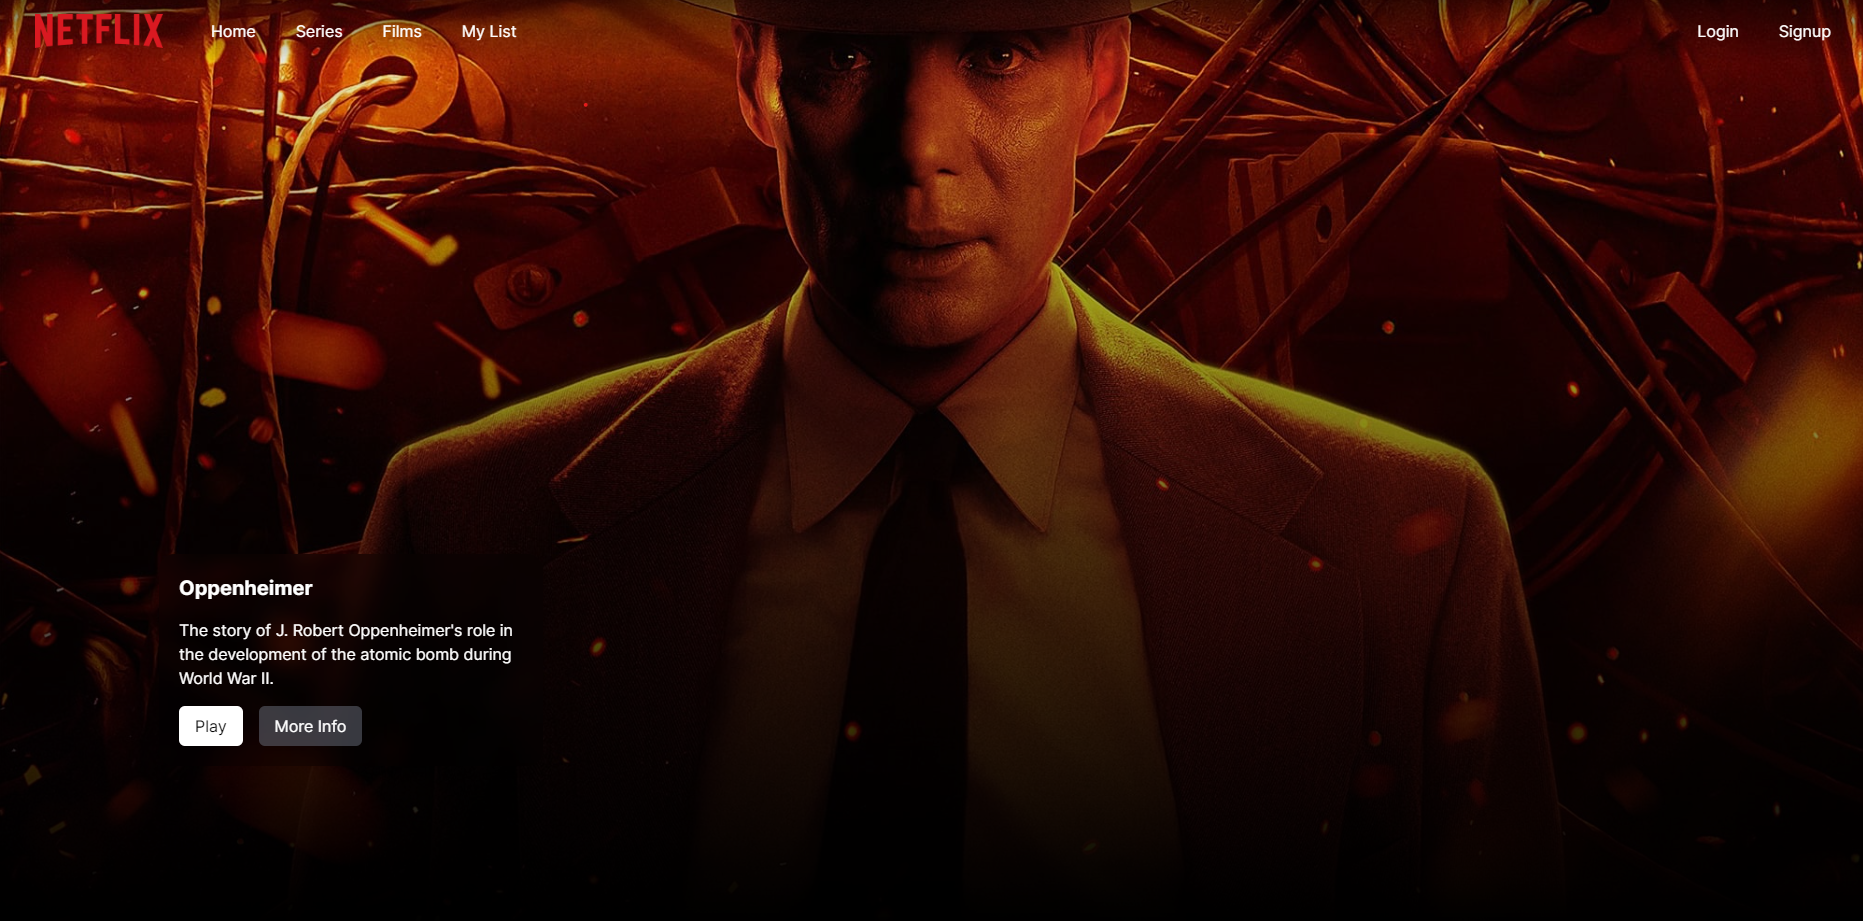 NETFLIX Home Series Films My List Login Signup
Oppenheimer
The story of J. Robert Oppenheimer's role in
the development of the atomic bomb during
World War II.
Play More Info